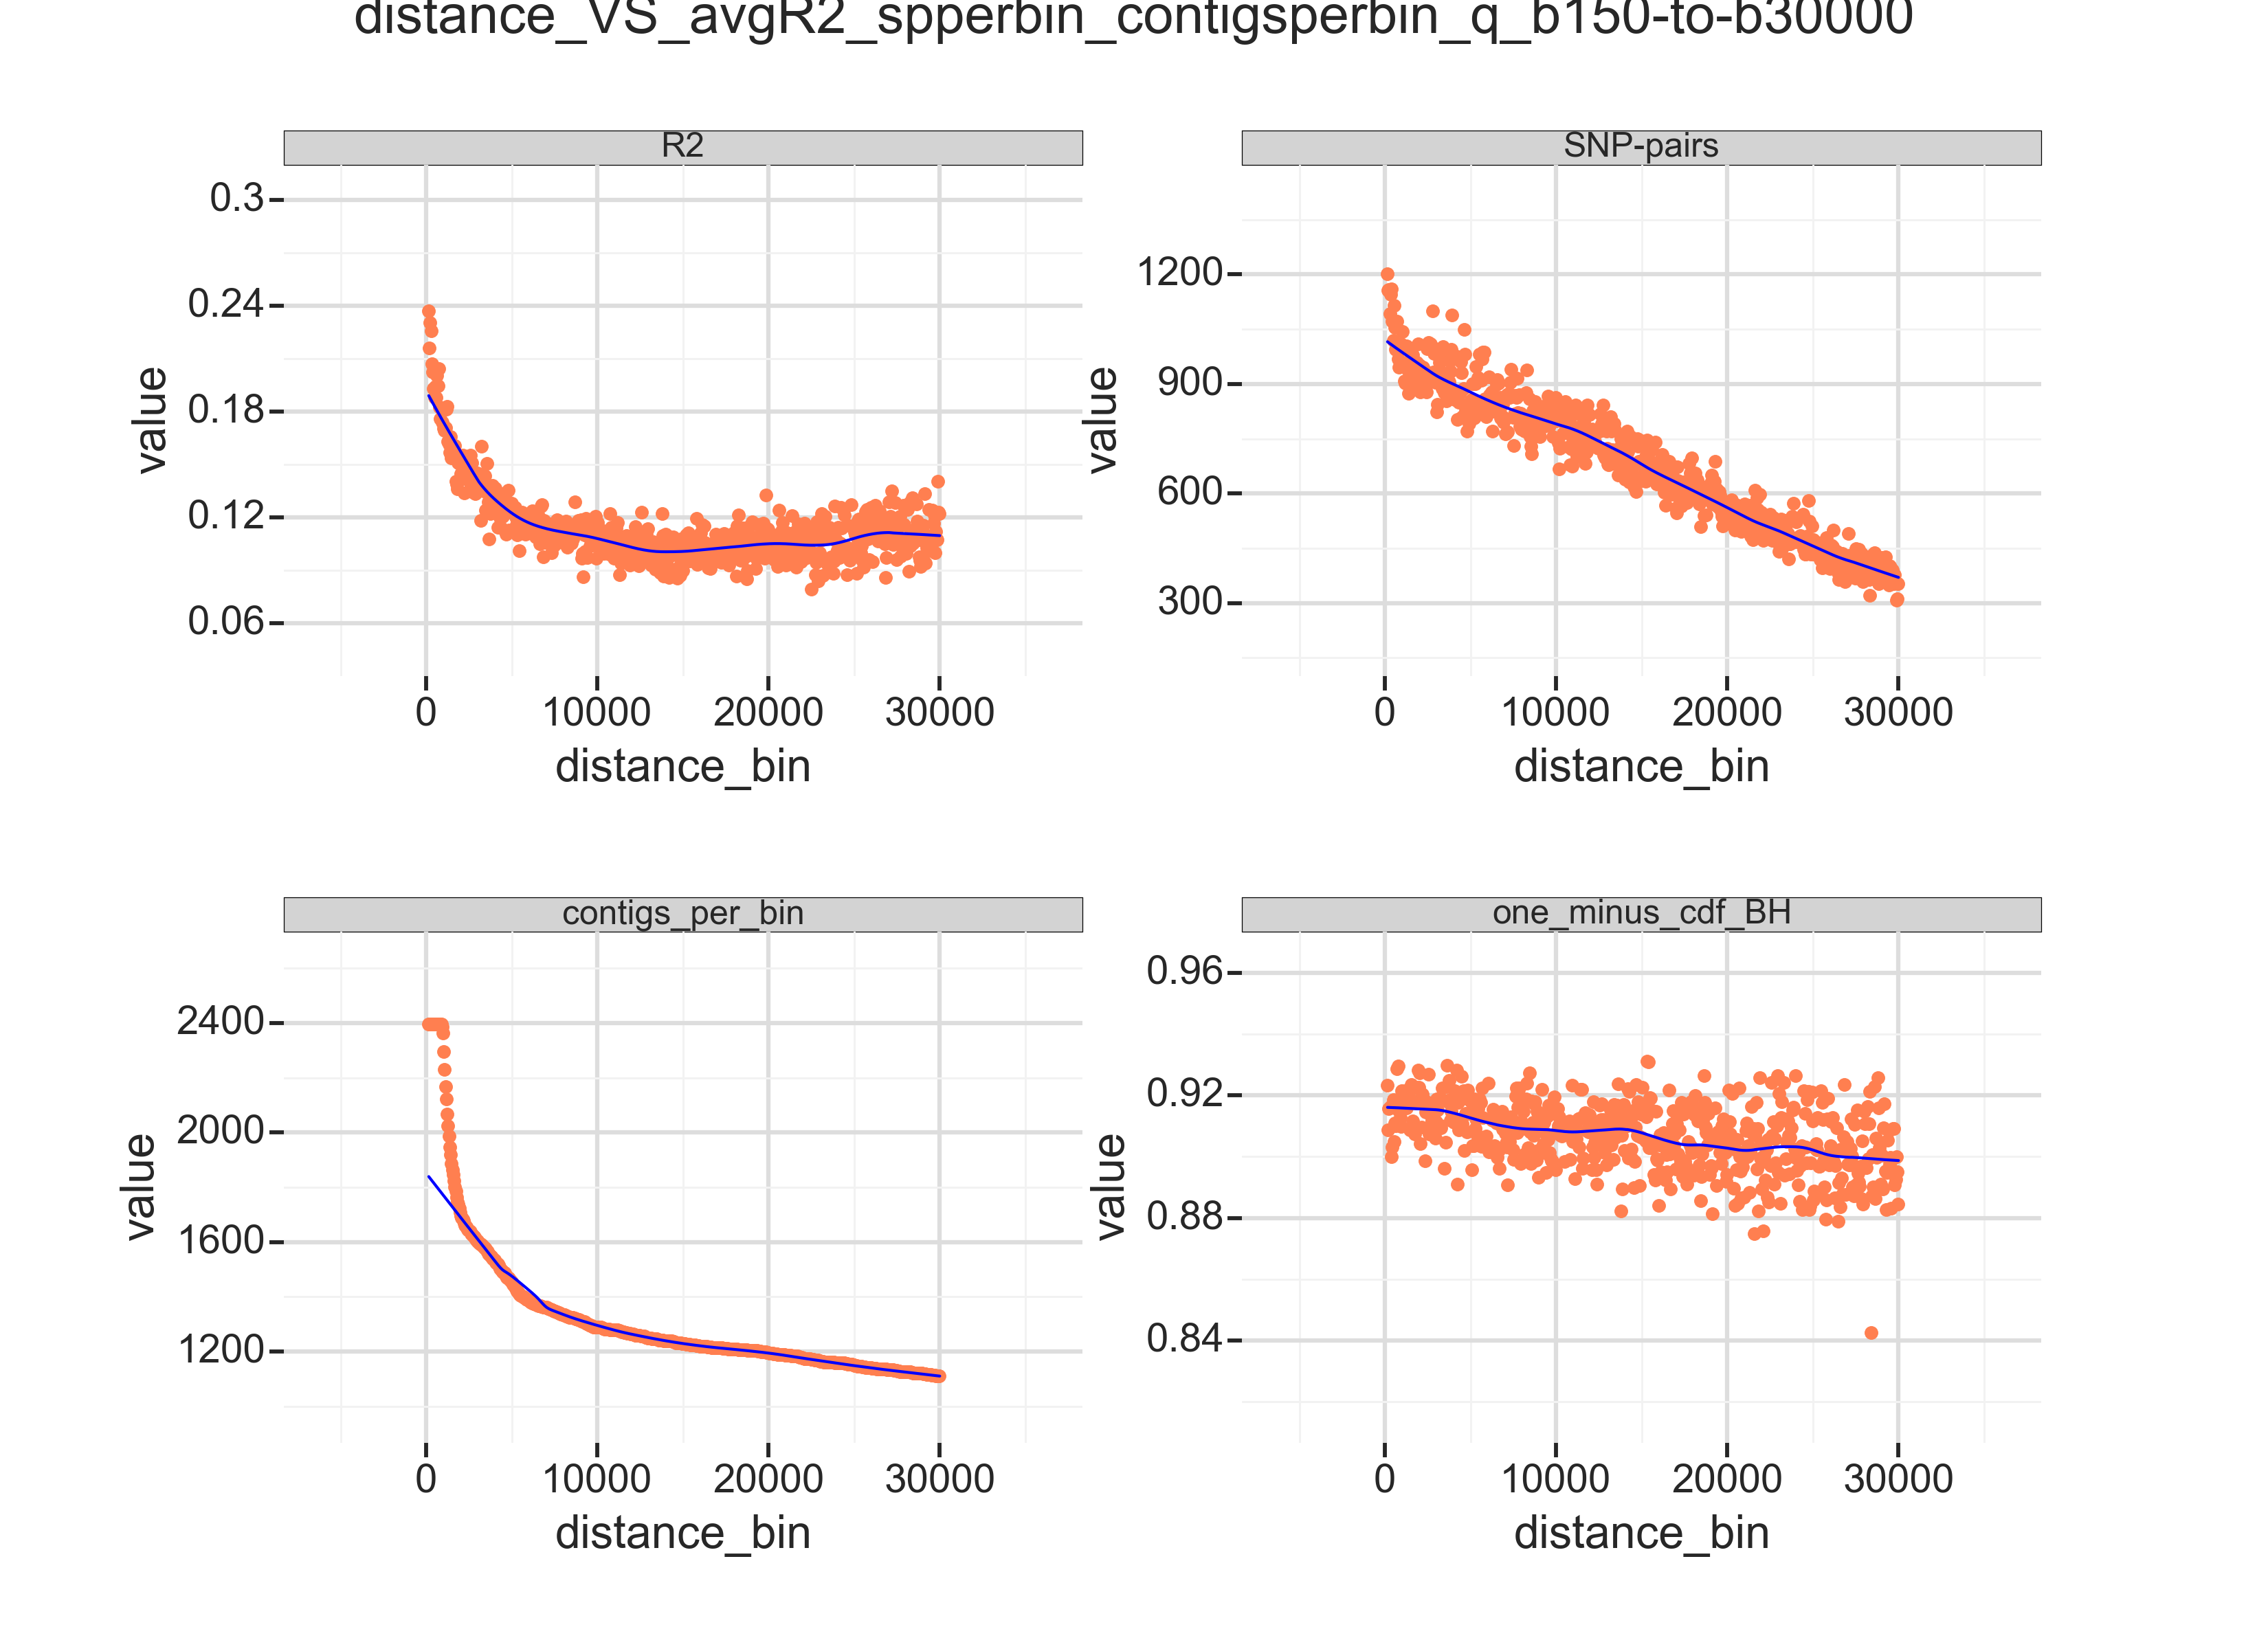 distance_VS_avgR2_spperbin_contigsperbin_q_b150-to-b30000
R2
0.3
0.24
0.18
0.12
0.06
value
0 10000 20000 30000
distance_bin
SNP-pairs
1200
900
600
300
value
0 10000 20000 30000
distance_bin
contigs_per_bin
2400
2000
1600
1200
value
0 10000 20000 30000
distance_bin
one_minus_cdf_BH
0.96
0.92
0.88
0.84
value
0 10000 20000 30000
distance_bin